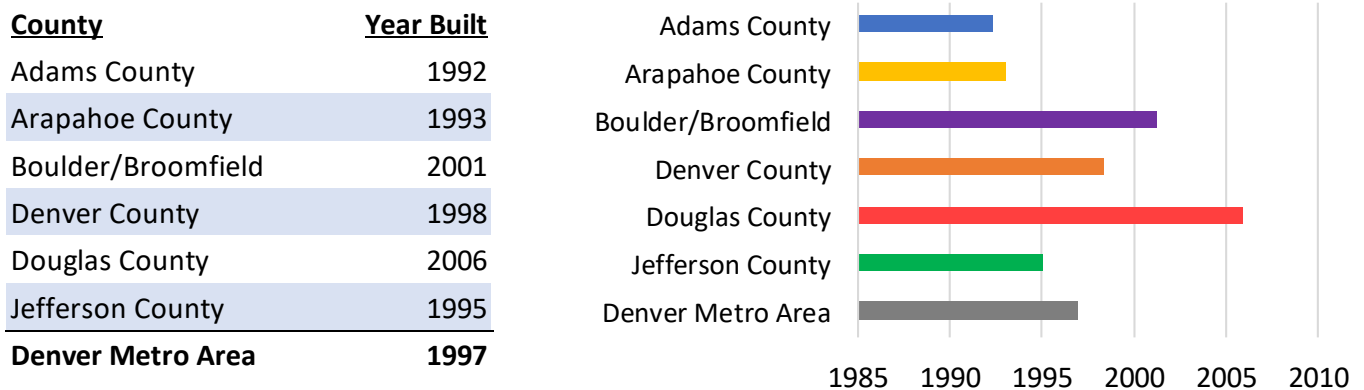 County Year Built
Adams County 1992
Arapahoe County 1993
Boulder/Broomfield 2001
Denver County 1998
Douglas County 2006
Jefferson County 1995
Denver Metro Area 1997
Adams County
Arapahoe County
Boulder/Broomfield
Denver County
Douglas County
Jefferson County
Denver Metro Area
1985 1990 1995 2000 2005 2010